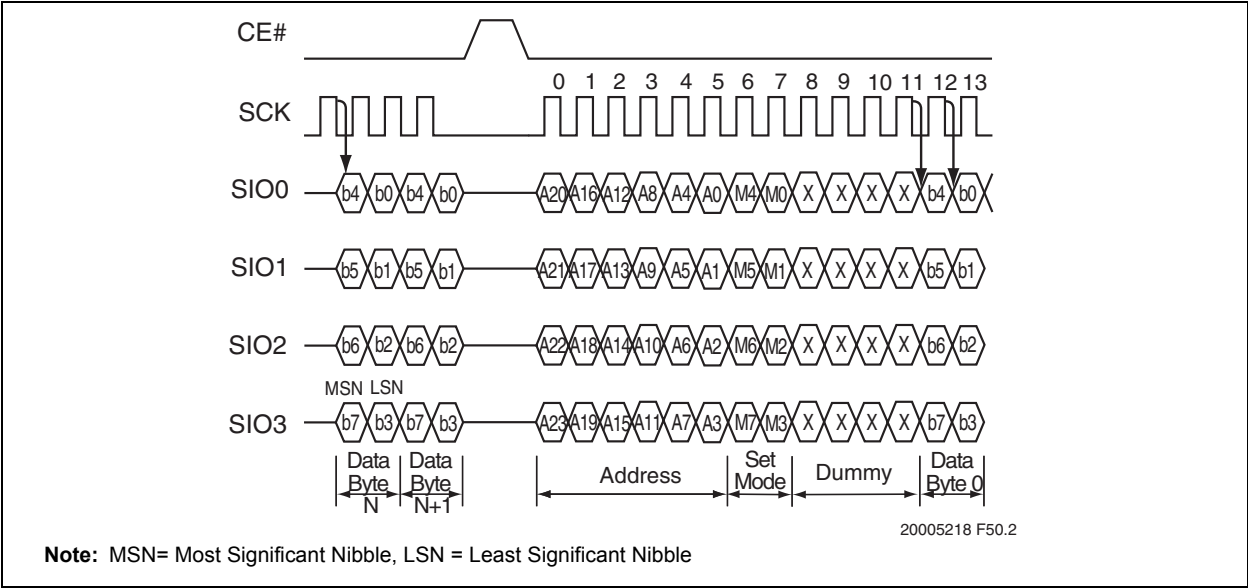 CE#
0 1 2 3 4 5 6 7 8 9 10 11 12 13
SCK
SIO0 b4 b0 b4 b0 A20 A16 A12 A8 A4 A0 M4 M0 X X X X b4 b0
SIO1 b5 b1 b5 b1 A21 A17 A13 A9 A5 A1 M5 M1 X X X X b5 b1
SIO2 b6 b2 b6 b2 A22 A18 A14 A10 A6 A2 M6 M2 X X X X b6 b2
MSN LSN
SIO3 b7 b3 b7 b3 A23 A19 A15 A11 A7 A3 M7 M3 X X X X b7 b3
Data Byte N
Data Byte N+1
Address
Set Mode
Dummy
Data Byte 0
20005218 F50.2
Note: MSN= Most Significant Nibble, LSN = Least Significant Nibble